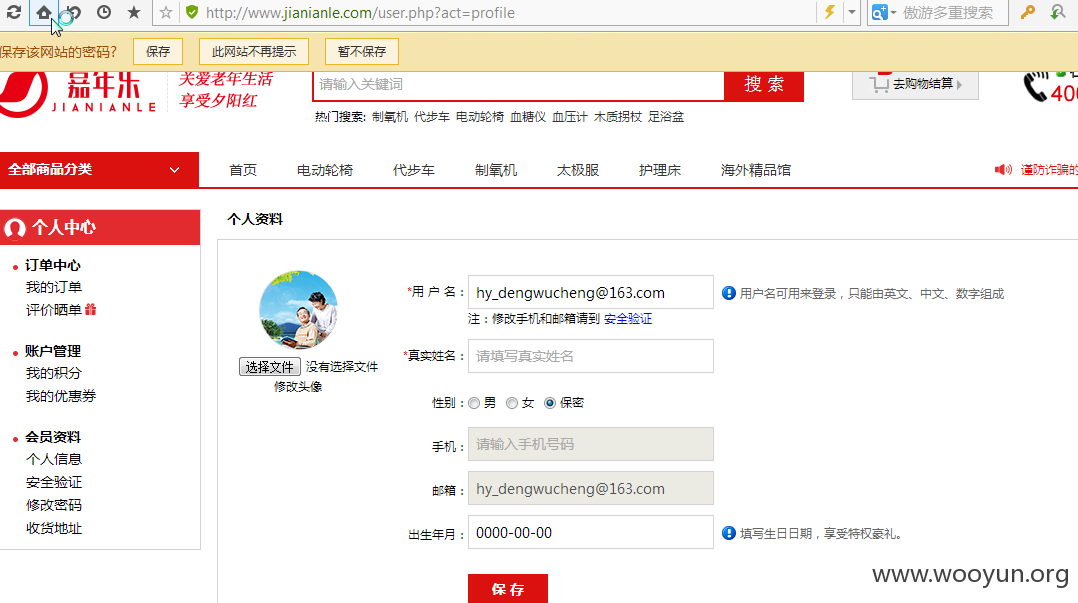 http://www.jianianle.com/user.php?act=profile
傲游多重搜索
保存该网站的密码?
保存
此网站不再提示
暂不保存
嘉年乐
JIANIANLE
关爱老年生活
享受夕阳红
请输入关键词
搜 索
去购物结算
400
热门搜索: 制氧机 代步车 电动轮椅 血糖仪 血压计 木质拐杖 足浴盆
全部商品分类
首页
电动轮椅
代步车
制氧机
太极服
护理床
海外精品馆
谨防诈骗的
个人中心
个人资料
订单中心
我的订单
评价晒单
账户管理
我的积分
我的优惠券
会员资料
个人信息
安全验证
修改密码
收货地址
选择文件 没有选择文件
修改头像
*用 户 名：
hy_dengwucheng@163.com
用户名可用来登录，只能由英文、中文、数字组成
注：修改手机和邮箱请到 安全验证
*真实姓名：
请填写真实姓名
性别： 男 女 保密
手机：
请输入手机号码
邮箱：
hy_dengwucheng@163.com
出生年月：
0000-00-00
填写生日日期，享受特权豪礼。
保 存
www.wooyun.org